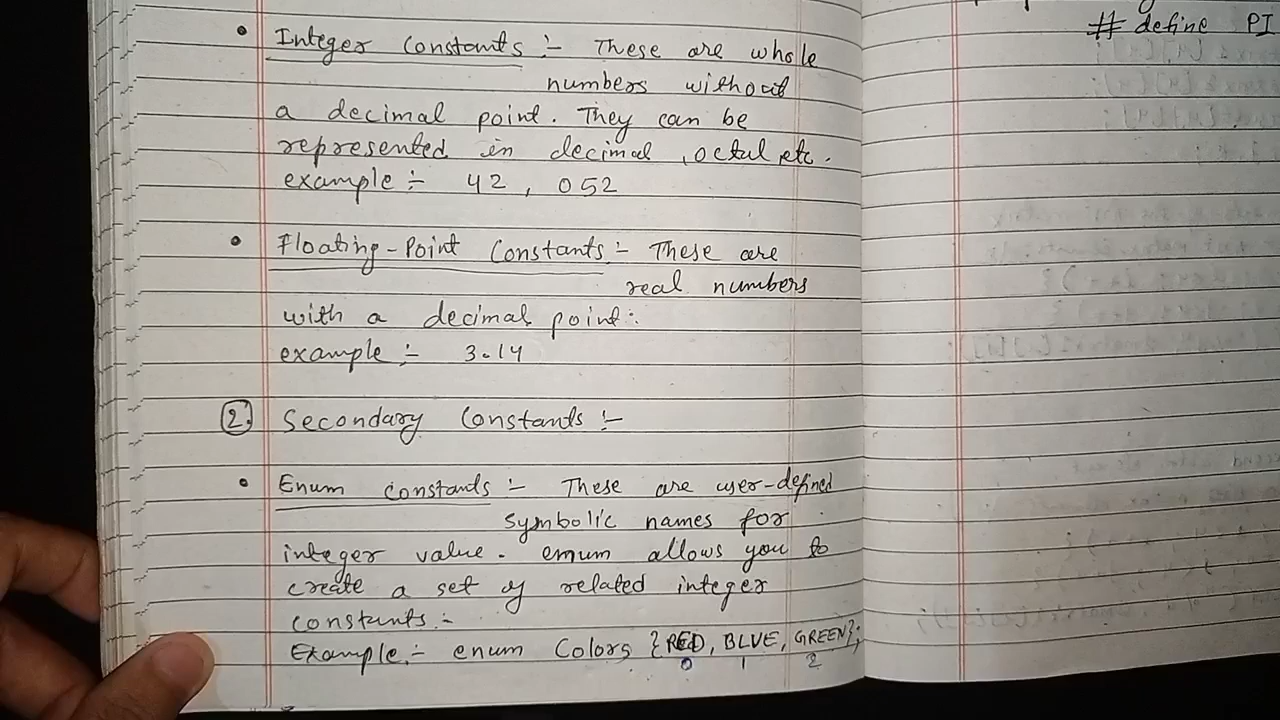 • Integer Constants :- These are whole
numbers without
a decimal point. They can be
represented in decimal, octal etc.
example :- 42, 052
• Floating-Point Constants :- These are
real numbers
with a decimal point :
example :- 3.14
2. Secondary Constants :-
• Enum constants :- These are user-defined
symbolic names for
integer value. emum allows you to
create a set of related integer
constants :-
Example :- enum Colors {RED, BLUE, GREEN};
0 1 2
# define PI